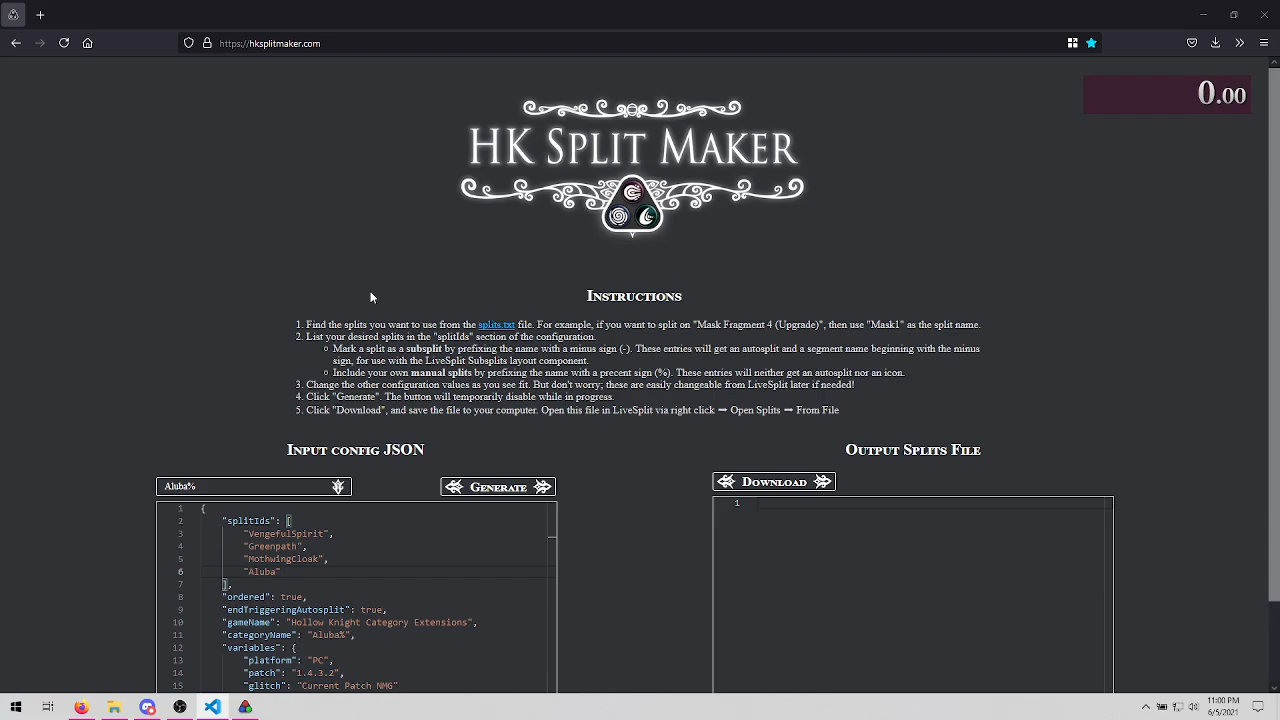 https://hksplitmaker.com
0.00
HK Split Maker
Instructions
1. Find the splits you want to use from the splits.txt file. For example, if you want to split on "Mask Fragment 4 (Upgrade)", then use "Mask1" as the split name.
2. List your desired splits in the "splitIds" section of the configuration.
Mark a split as a subsplit by prefixing the name with a minus sign (-). These entries will get an autosplit and a segment name beginning with the minus
sign, for use with the LiveSplit Subsplits layout component.
Include your own manual splits by prefixing the name with a precent sign (%). These entries will neither get an autosplit nor an icon.
3. Change the other configuration values as you see fit. But don't worry; these are easily changeable from LiveSplit later if needed!
4. Click "Generate". The button will temporarily disable while in progress.
5. Click "Download", and save the file to your computer. Open this file in LiveSplit via right click ➡ Open Splits ➡ From File
Input config JSON
Aluba%
Generate
1 {
2 "splitIds": [
3 "VengefulSpirit",
4 "Greenpath",
5 "MothwingCloak",
6 "Aluba"
7 ],
8 "ordered": true,
9 "endTriggeringAutosplit": true,
10 "gameName": "Hollow Knight Category Extensions",
11 "categoryName": "Aluba%",
12 "variables": {
13 "platform": "PC",
14 "patch": "1.4.3.2",
15 "glitch": "Current Patch NMG"
Output Splits File
Download
1
11:00 PM
6/5/2021